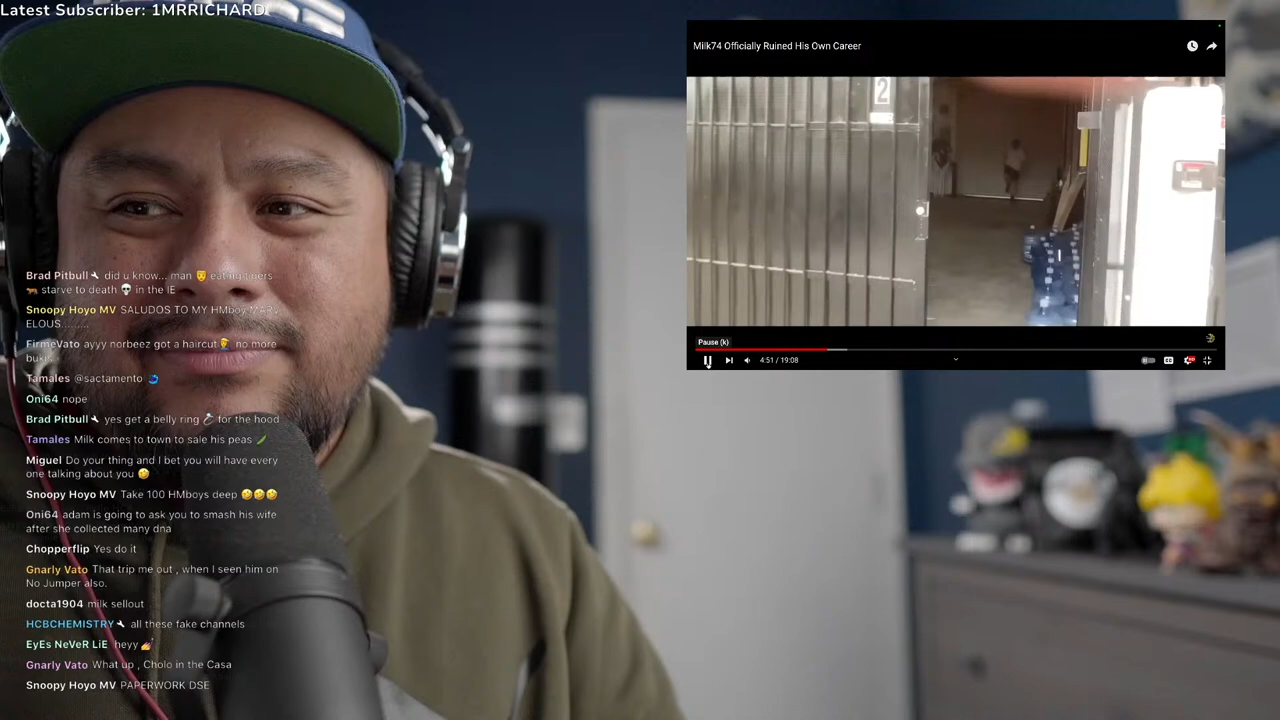 Latest Subscriber: 1MRRICHARD
Milk74 Officially Ruined His Own Career
2
Pause (k)
4:51 / 19:08
CC
HD
Brad Pitbull did u know... man 🦁 eating tigers
🐅 starve to death 💀 in the IE
Snoopy Hoyo MV SALUDOS TO MY HMboy MARV
ELOUS.........
FirmeVato ayyy norbeez got a haircut💇 no more
bukis
Tamales @sactamento 🧢
Oni64 nope
Brad Pitbull yes get a belly ring 💍 for the hood
Tamales Milk comes to town to sale his peas 🫛
Miguel Do your thing and I bet you will have every
one talking about you 🤣
Snoopy Hoyo MV Take 100 HMboys deep 🤣🤣🤣
Oni64 adam is going to ask you to smash his wife
after she collected many dna
Chopperflip Yes do it
Gnarly Vato That trip me out , when I seen him on
No Jumper also.
docta1904 milk sellout
HCBCHEMISTRY all these fake channels
EyEs NeVeR LiE heyy 💅
Gnarly Vato What up , Cholo in the Casa
Snoopy Hoyo MV PAPERWORK DSE